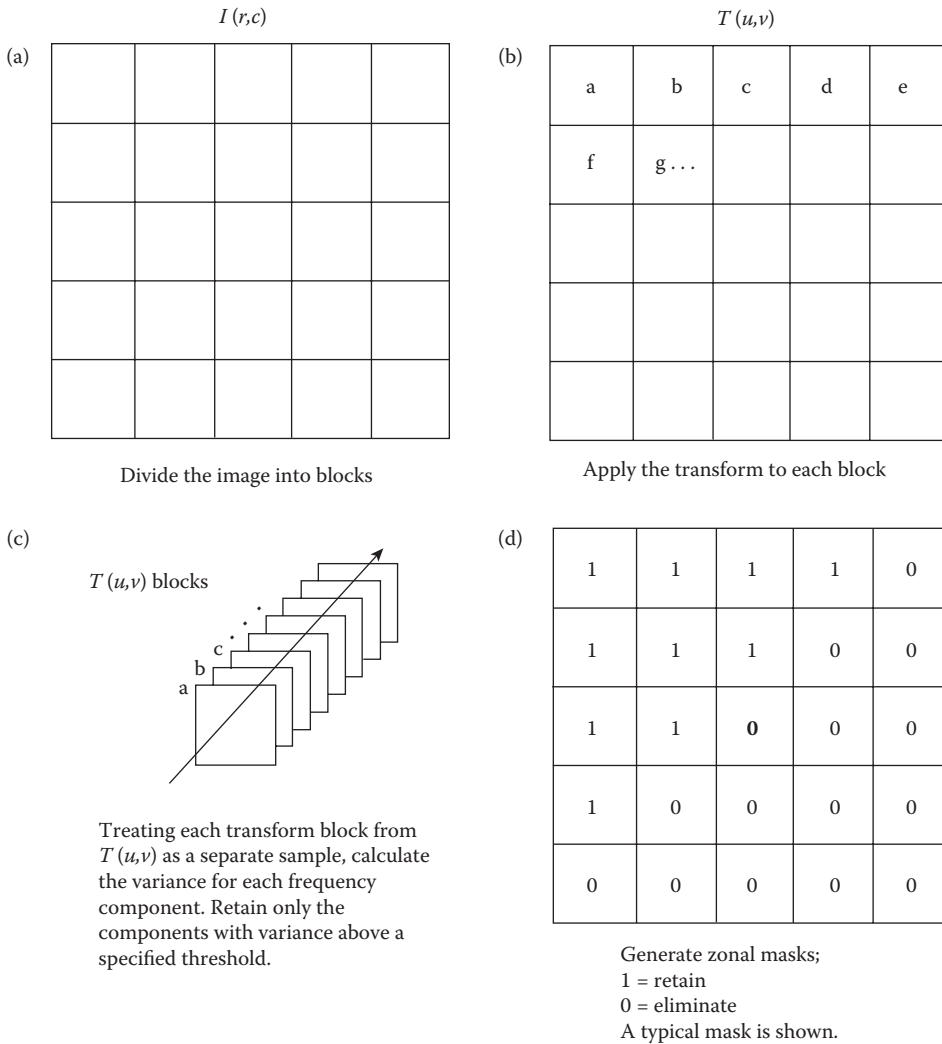 I (r,c)
T (u,v)
(a)
(b)
a b c d e
f g . . .
Divide the image into blocks
Apply the transform to each block
(c)
T (u,v) blocks
. . .
c
b
a
Treating each transform block from
T (u,v) as a separate sample, calculate
the variance for each frequency
component. Retain only the
components with variance above a
specified threshold.
(d)
1 1 1 1 0
1 1 1 0 0
1 1 0 0 0
1 0 0 0 0
0 0 0 0 0
Generate zonal masks;
1 = retain
0 = eliminate
A typical mask is shown.